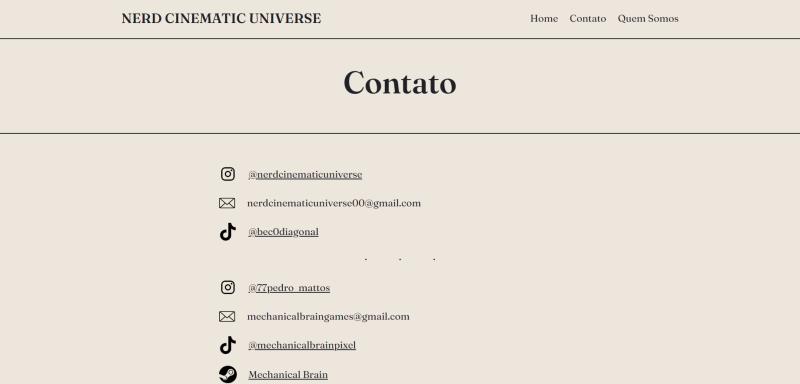 NERD CINEMATIC UNIVERSE
Home Contato Quem Somos
Contato
@nerdcinematicuniverse
nerdcinematicuniverse00@gmail.com
@bec0diagonal
. . .
@77pedro_mattos
mechanicalbraingames@gmail.com
@mechanicalbrainpixel
Mechanical Brain